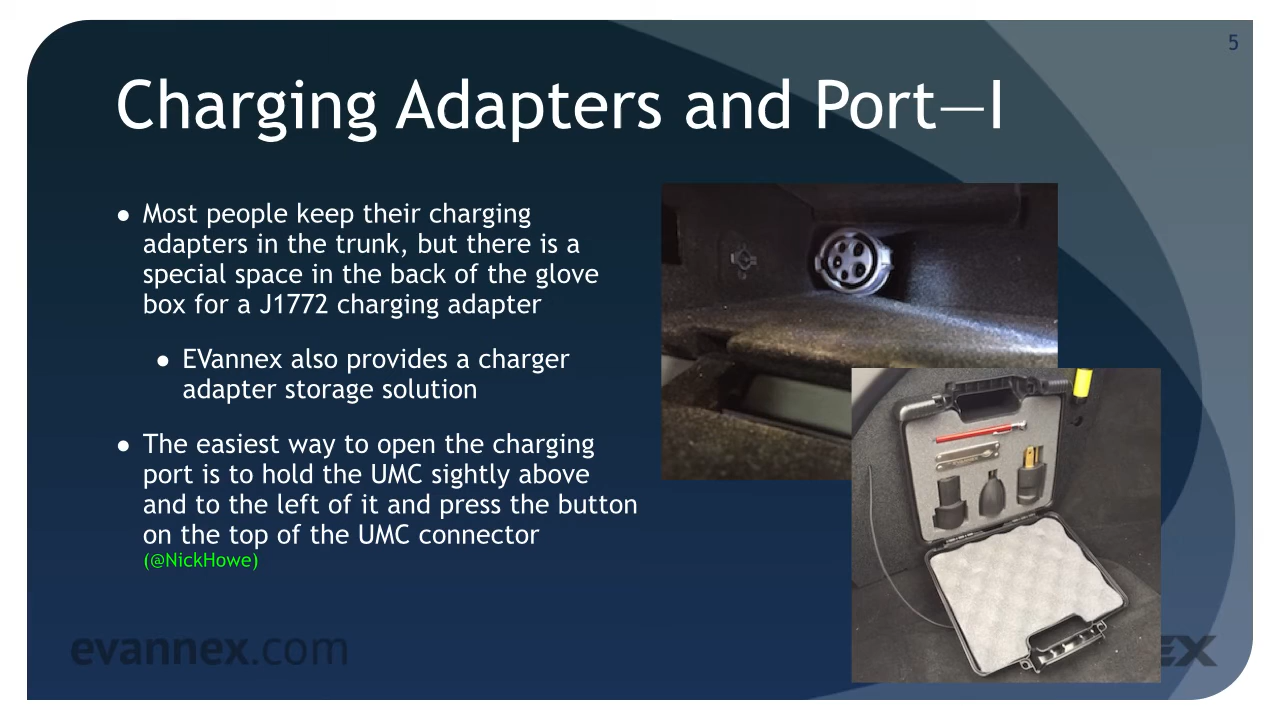 5
Charging Adapters and Port—I
● Most people keep their charging
adapters in the trunk, but there is a
special space in the back of the glove
box for a J1772 charging adapter
● EVannex also provides a charger
adapter storage solution
● The easiest way to open the charging
port is to hold the UMC sightly above
and to the left of it and press the button
on the top of the UMC connector
(@NickHowe)
evannex.com
EX